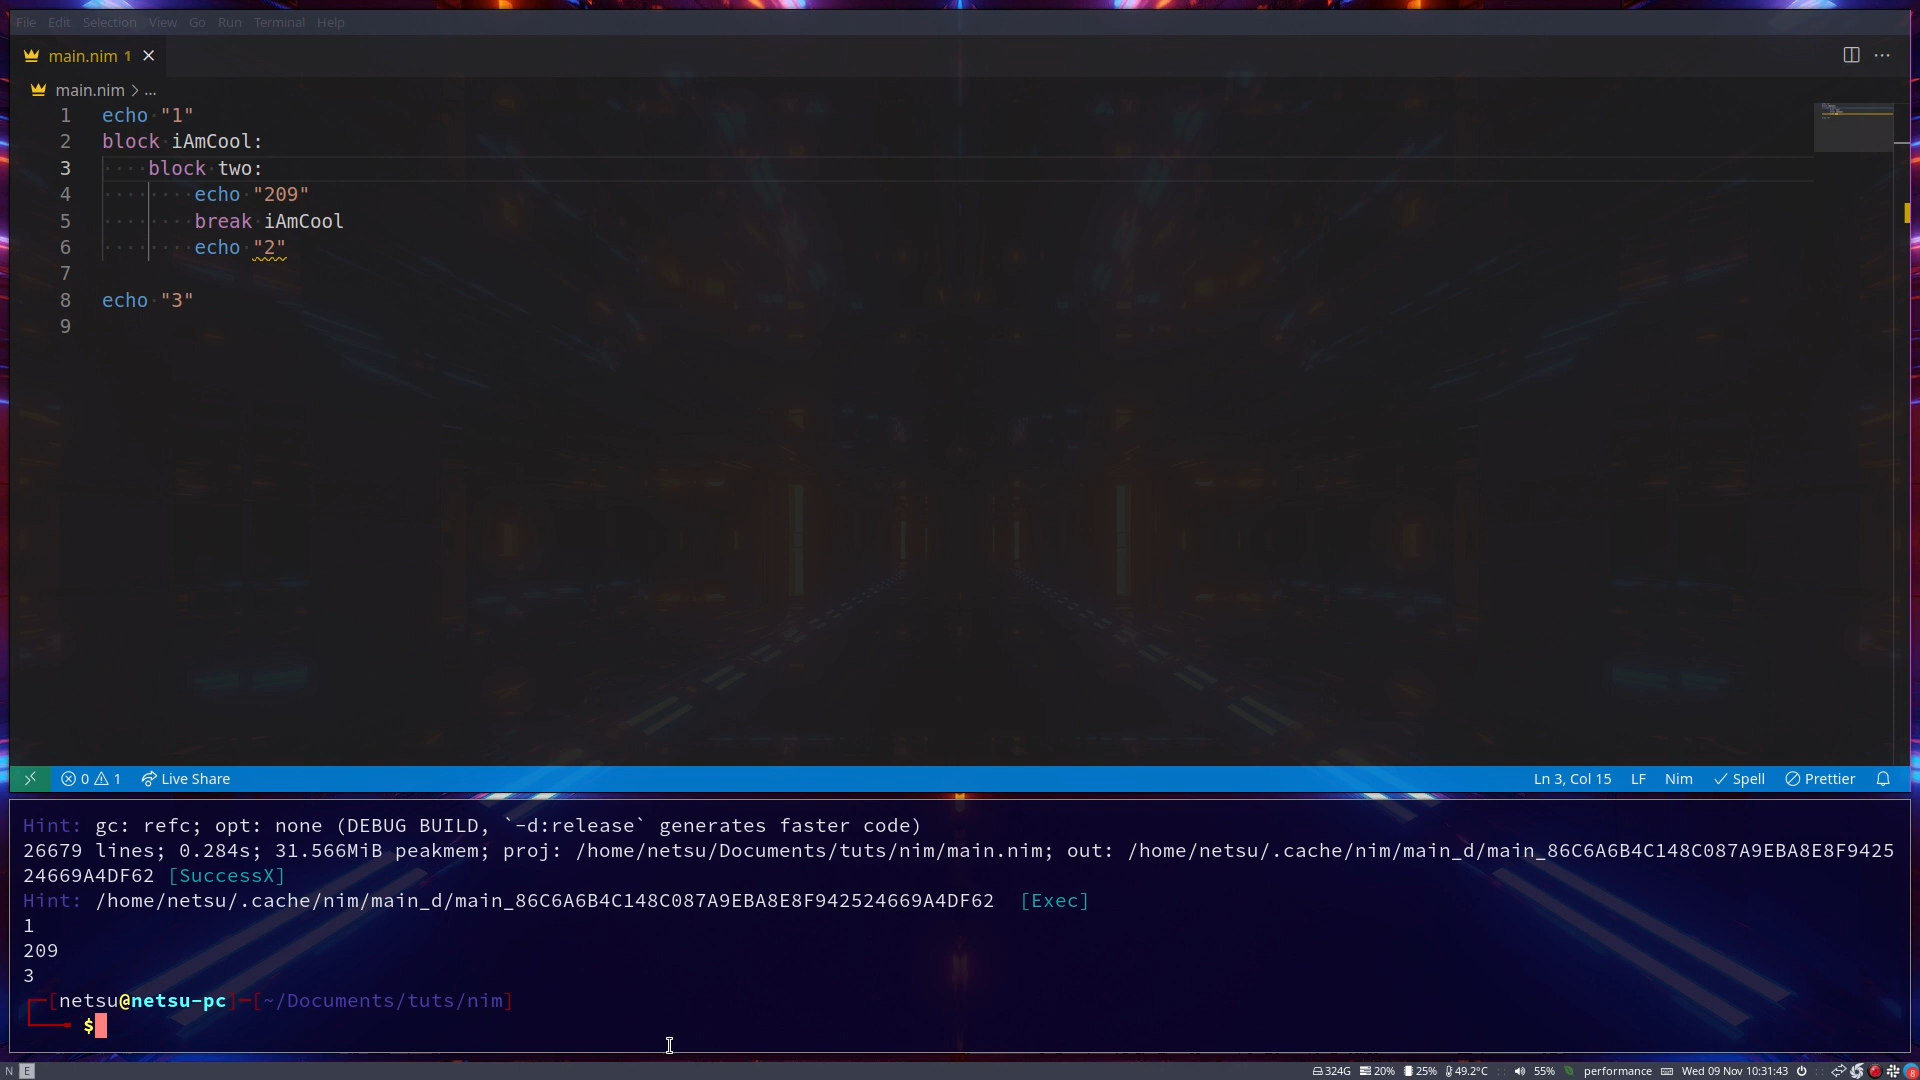 File Edit Selection View Go Run Terminal Help
main.nim 1
main.nim > ...
1 echo "1"
2 block iAmCool:
3 block two:
4 echo "209"
5 break iAmCool
6 echo "2"
7
8 echo "3"
9
0 1 Live Share Ln 3, Col 15 LF Nim Spell Prettier
Hint: gc: refc; opt: none (DEBUG BUILD, `-d:release` generates faster code)
26679 lines; 0.284s; 31.566MiB peakmem; proj: /home/netsu/Documents/tuts/nim/main.nim; out: /home/netsu/.cache/nim/main_d/main_86C6A6B4C148C087A9EBA8E8F9425
24669A4DF62 [SuccessX]
Hint: /home/netsu/.cache/nim/main_d/main_86C6A6B4C148C087A9EBA8E8F942524669A4DF62 [Exec]
1
209
3
[netsu@netsu-pc]-[~/Documents/tuts/nim]
$
N E 324G 20% 25% 49.2°C 55% performance Wed 09 Nov 10:31:43 8